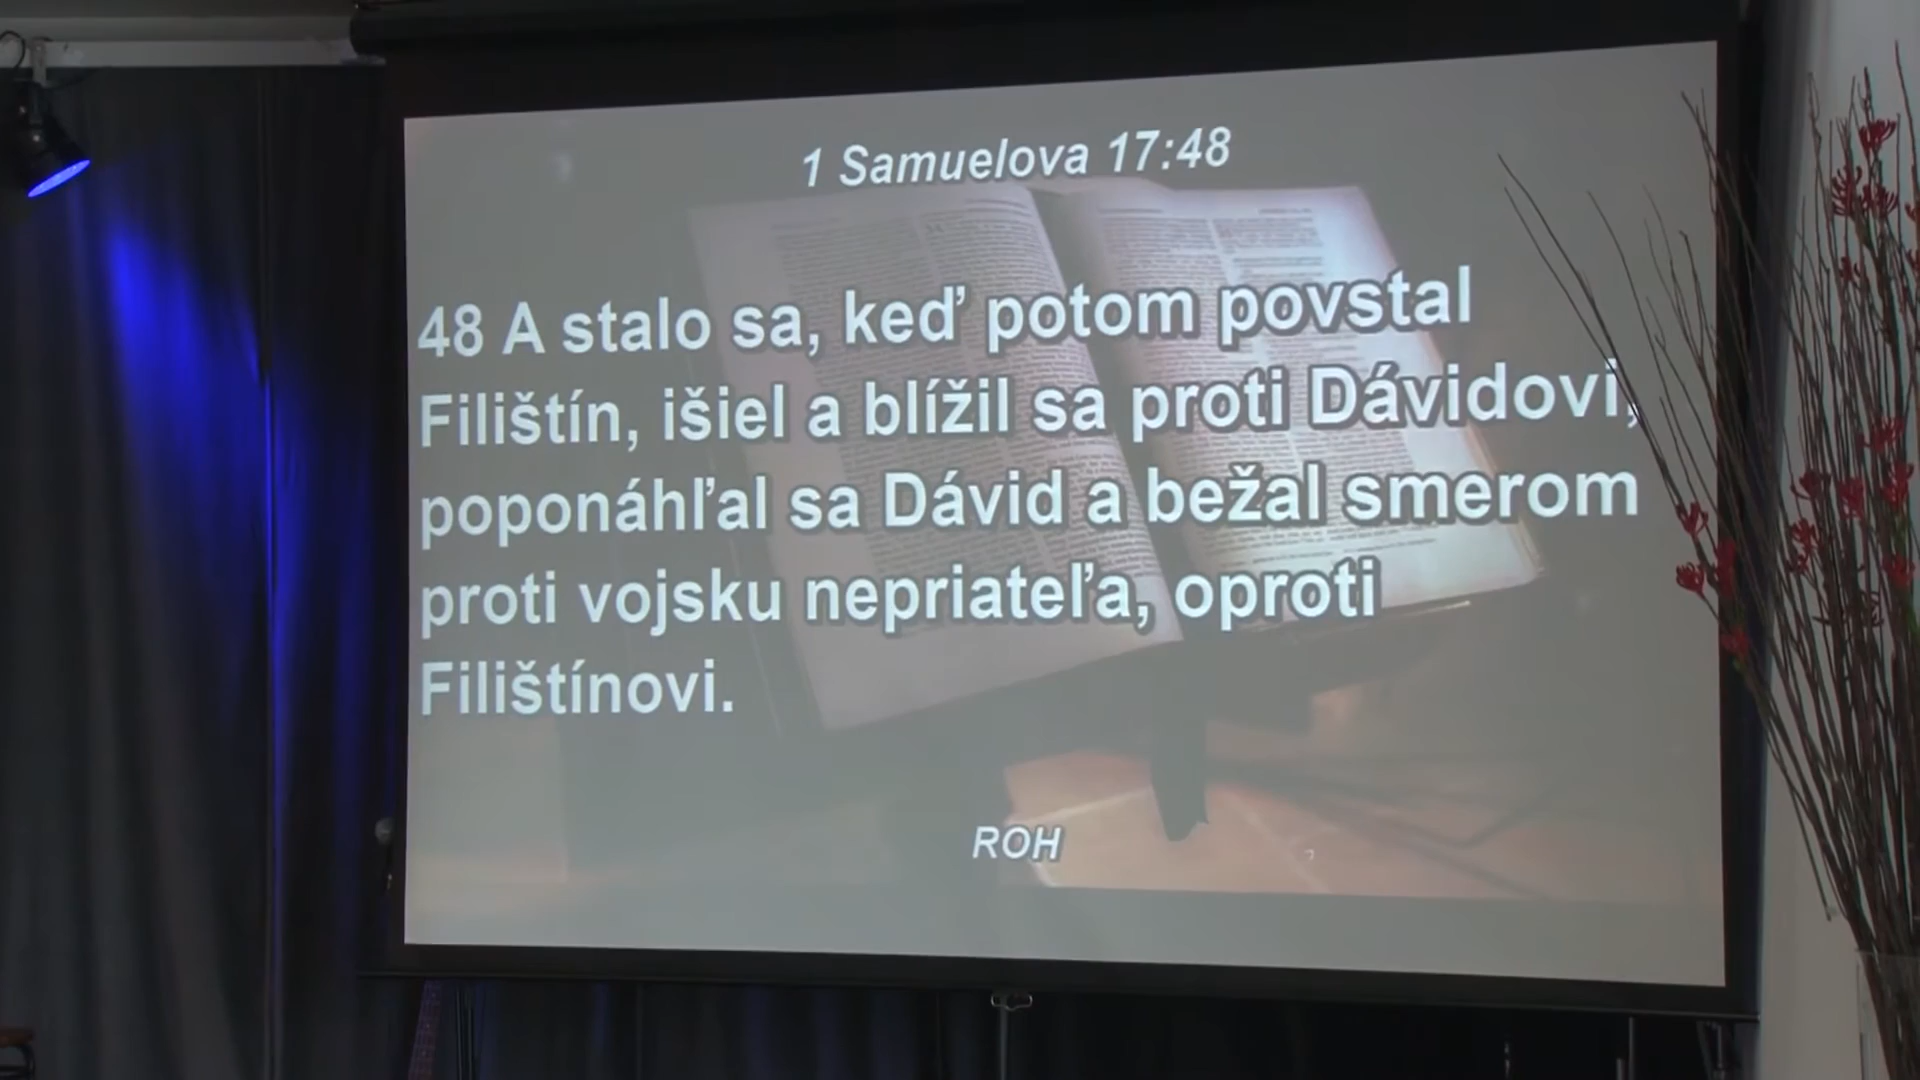 1 Samuelova 17:48
48 A stalo sa, keď potom povstal
Filištín, išiel a blížil sa proti Dávidovi,
poponáhľal sa Dávid a bežal smerom
proti vojsku nepriateľa, oproti
Filištínovi.
ROH